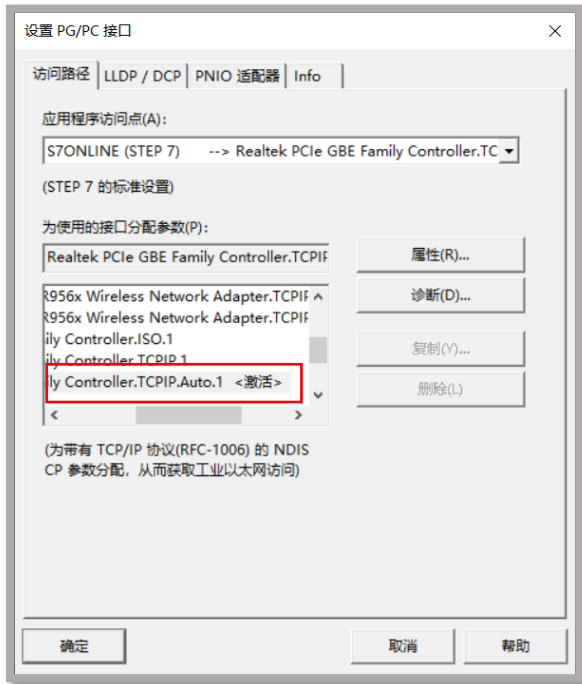 设置 PG/PC 接口
访问路径 LLDP / DCP PNIO 适配器 Info
应用程序访问点(A):
S7ONLINE (STEP 7) --> Realtek PCIe GBE Family Controller.TC
(STEP 7 的标准设置)
为使用的接口分配参数(P):
Realtek PCIe GBE Family Controller.TCPIP
属性(R)...
R956x Wireless Network Adapter.TCPIP
诊断(D)...
R956x Wireless Network Adapter.TCPIP
ily Controller.ISO.1
复制(Y)...
ily Controller.TCPIP.1
ily Controller.TCPIP.Auto.1 <激活>
删除(L)
(为带有 TCP/IP 协议(RFC-1006) 的 NDIS
CP 参数分配，从而获取工业以太网访问)
确定 取消 帮助